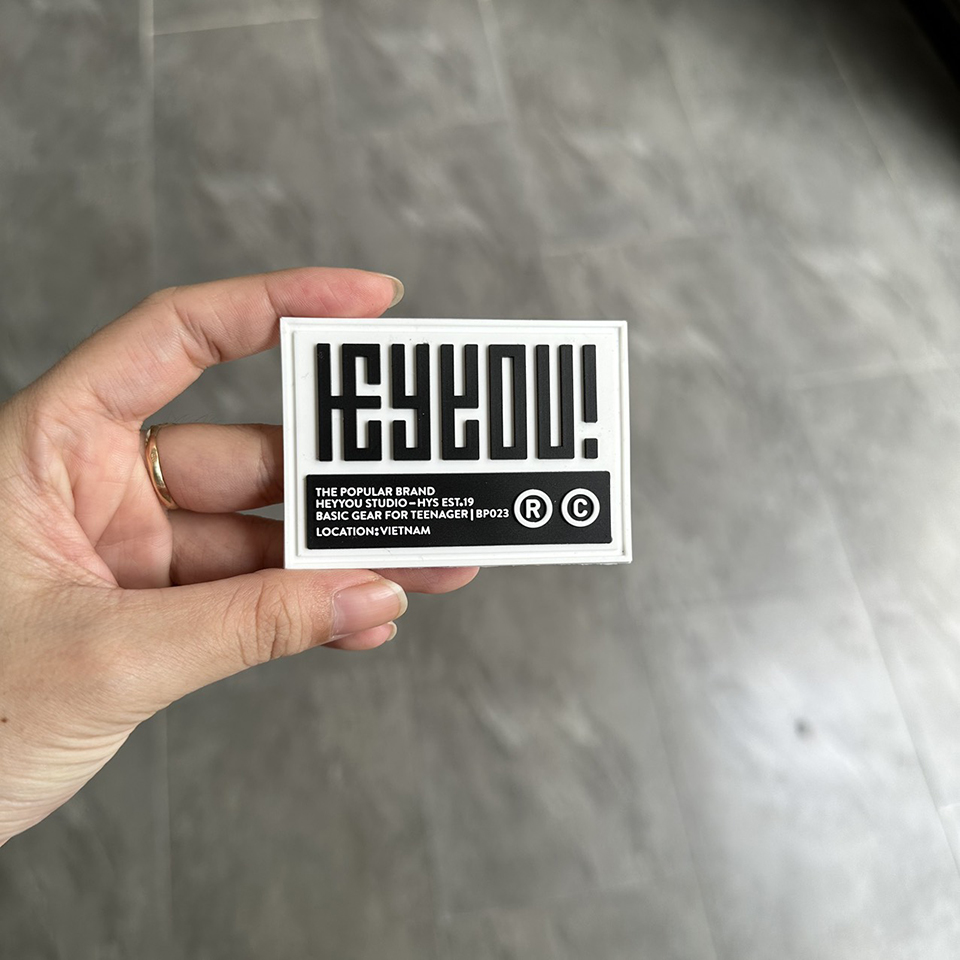 HEYYOU!
THE POPULAR BRAND
HEYYOU STUDIO – HYS EST.19
BASIC GEAR FOR TEENAGER | BP023
LOCATION: VIETNAM
® ©